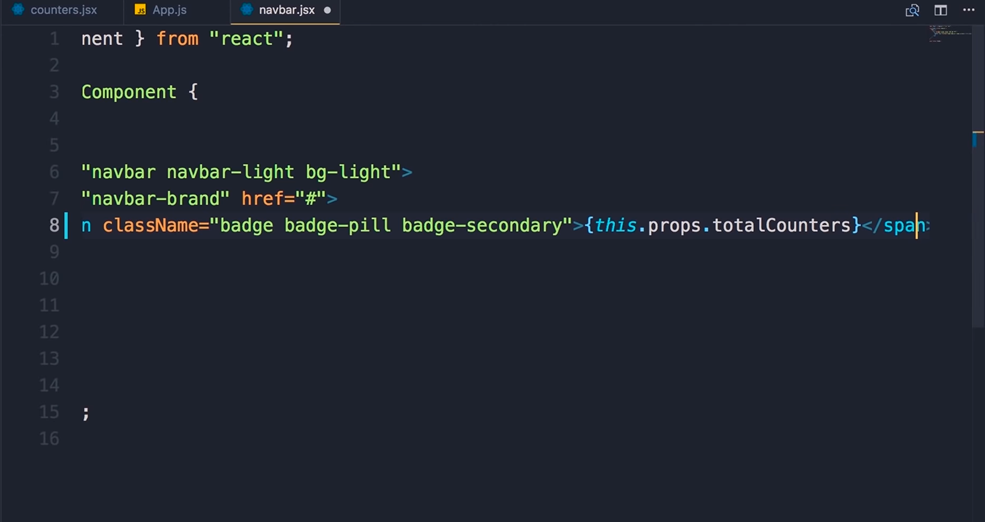 counters.jsx JS App.js navbar.jsx
1 nent } from "react";
2
3 Component {
4
5
6 "navbar navbar-light bg-light">
7 "navbar-brand" href="#">
8 n className="badge badge-pill badge-secondary">{this.props.totalCounters}</span>
9
10
11
12
13
14
15 ;
16